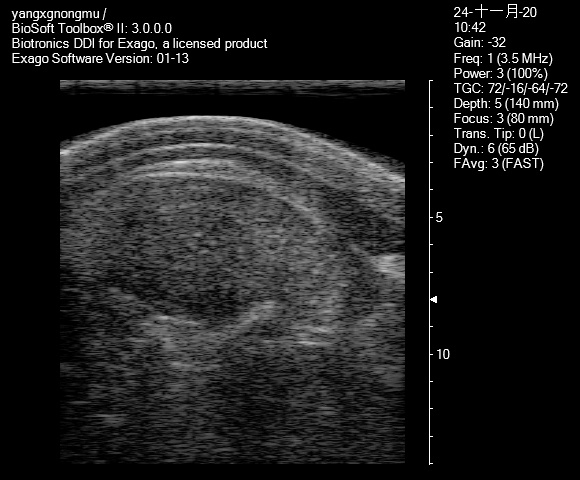 yangxgnongmu /
BioSoft Toolbox® II: 3.0.0.0
Biotronics DDI for Exago, a licensed product
Exago Software Version: 01-13
24-十一月-20
10:42
Gain: -32
Freq: 1 (3.5 MHz)
Power: 3 (100%)
TGC: 72/-16/-64/-72
Depth: 5 (140 mm)
Focus: 3 (80 mm)
Trans. Tip: 0 (L)
Dyn.: 6 (65 dB)
FAvg: 3 (FAST)
5
10